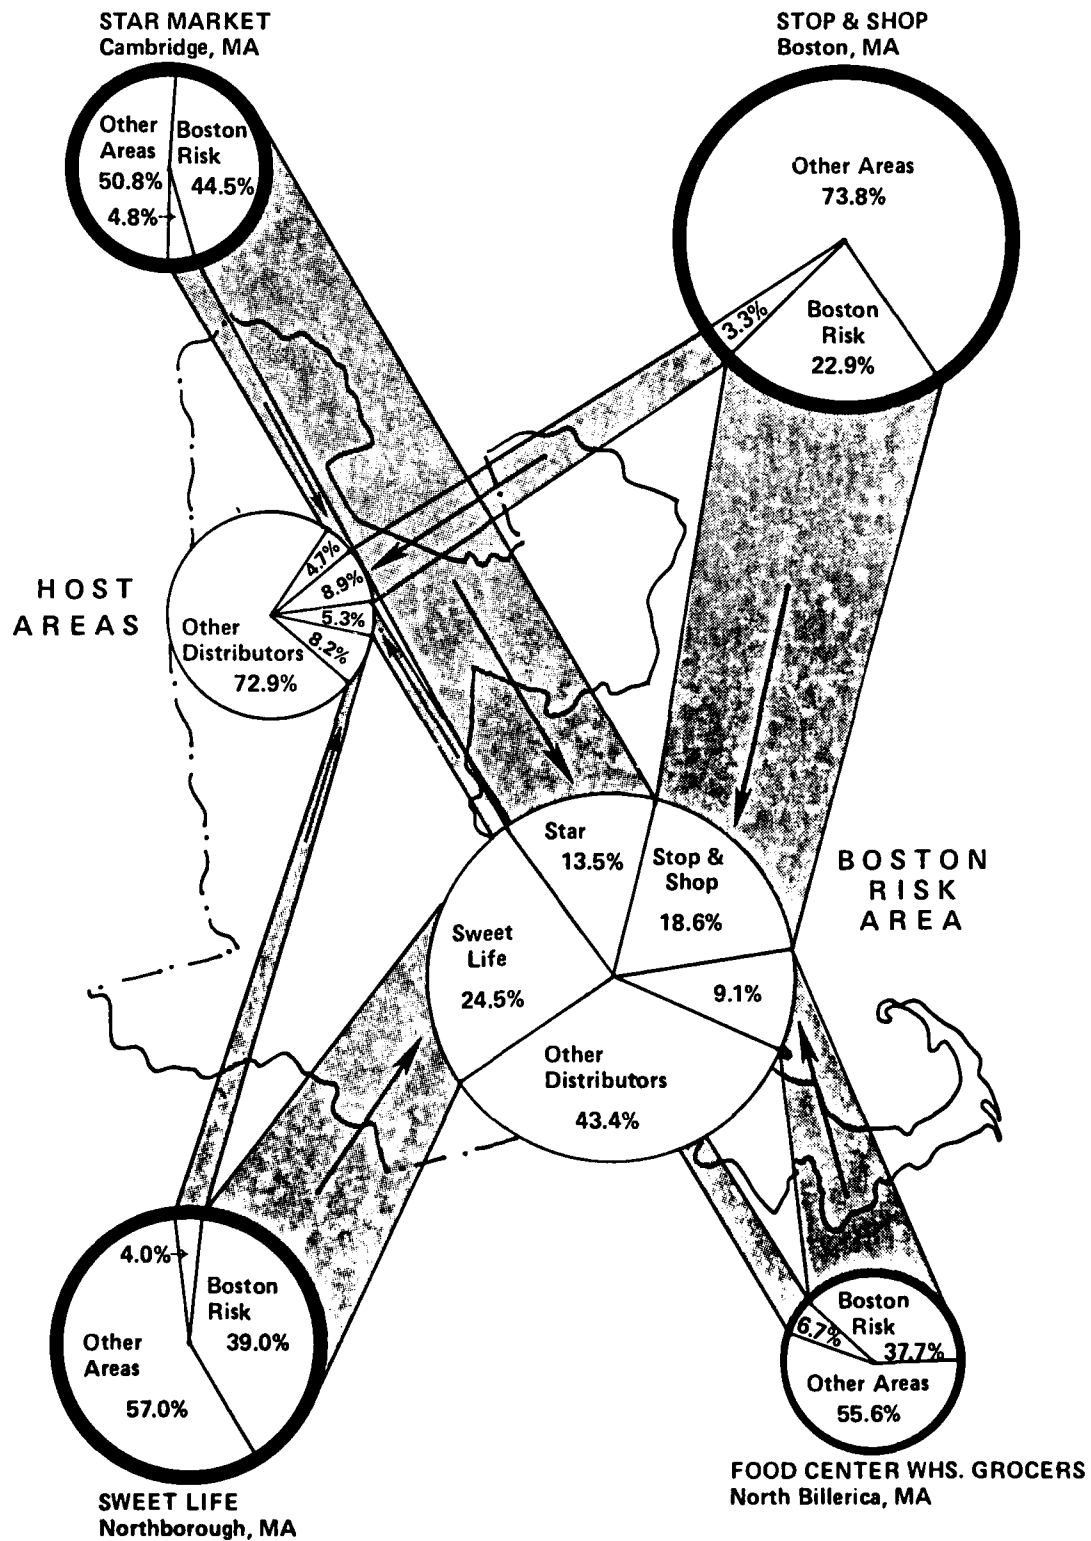 STAR MARKET
Cambridge, MA
Other
Areas
50.8%
4.8%
Boston
Risk
44.5%
STOP & SHOP
Boston, MA
Other Areas
73.8%
3.3%
Boston
Risk
22.9%
HOST
AREAS
4.7%
8.9%
5.3%
8.2%
Other
Distributors
72.9%
BOSTON
RISK
AREA
Star
13.5%
Stop &
Shop
18.6%
Sweet
Life
24.5%
9.1%
Other
Distributors
43.4%
4.0%
Boston
Risk
39.0%
Other
Areas
57.0%
SWEET LIFE
Northborough, MA
Boston
Risk
37.7%
6.7%
Other Areas
55.6%
FOOD CENTER WHS. GROCERS
North Billerica, MA